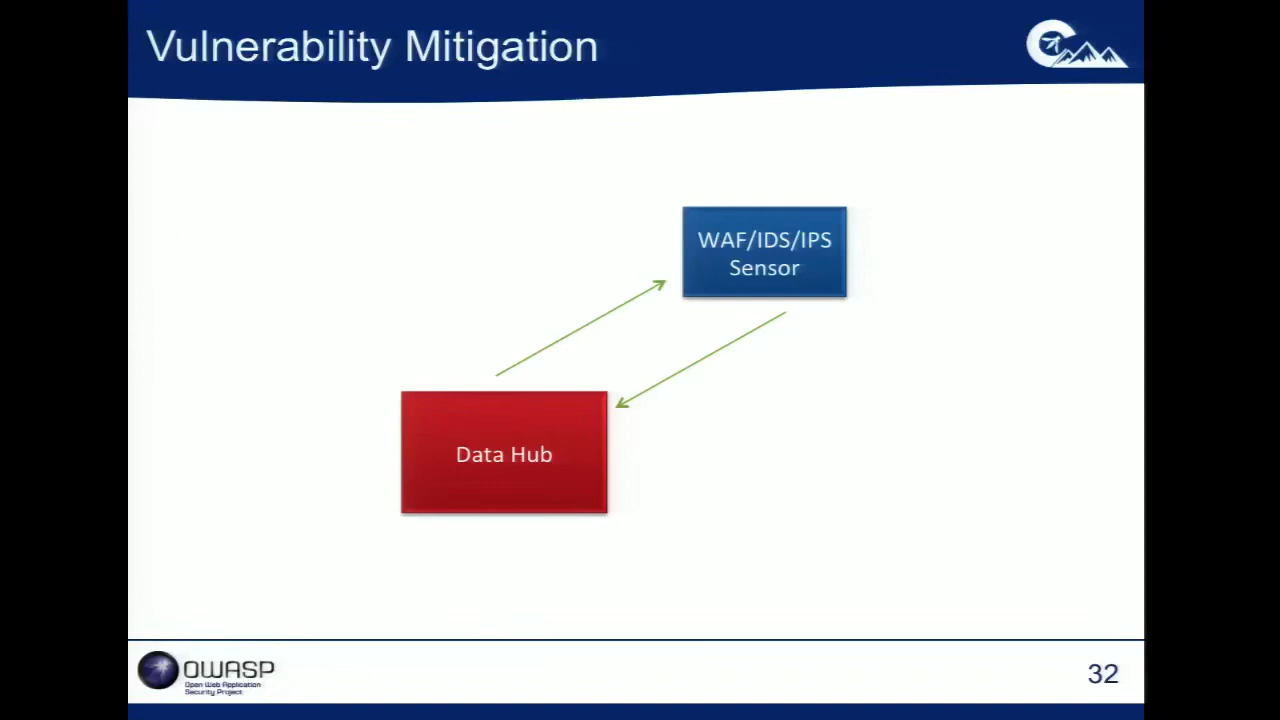 Vulnerability Mitigation
WAF/IDS/IPS
Sensor
Data Hub
OWASP
Open Web Application
Security Project
32